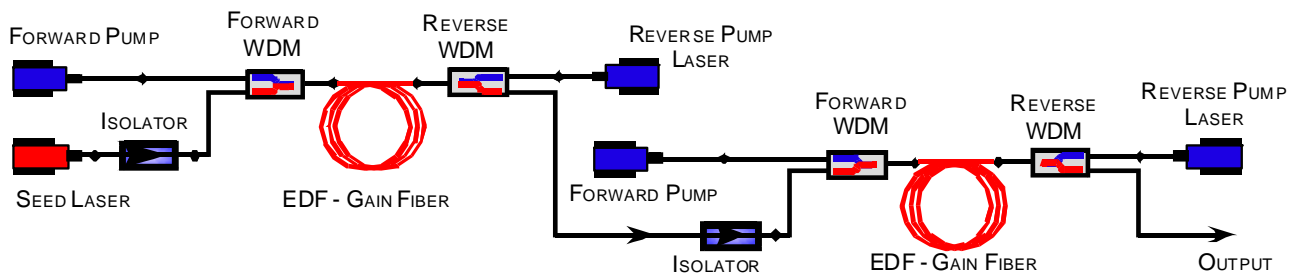 FORWARD PUMP
FORWARD
WDM
REVERSE
WDM
REVERSE PUMP
LASER
ISOLATOR
SEED LASER
EDF - GAIN FIBER
FORWARD
WDM
REVERSE
WDM
REVERSE PUMP
LASER
FORWARD PUMP
ISOLATOR
EDF - GAIN FIBER
OUTPUT